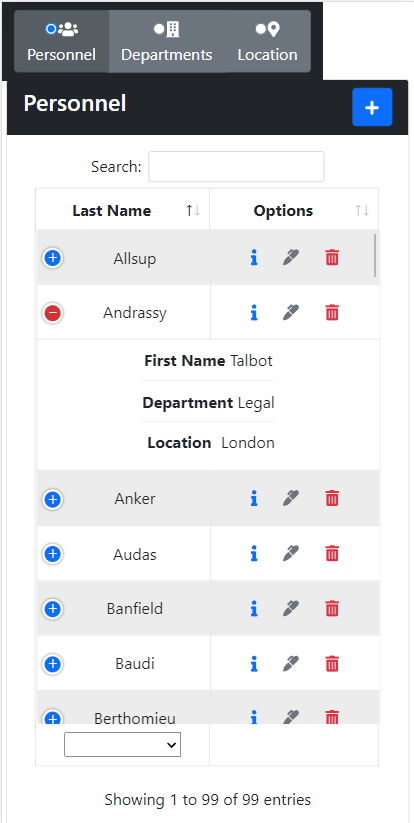 Personnel Departments Location
Personnel
Search:
Last Name Options
Allsup
Andrassy
First Name Talbot
Department Legal
Location London
Anker
Audas
Banfield
Baudi
Berthomieu
Showing 1 to 99 of 99 entries